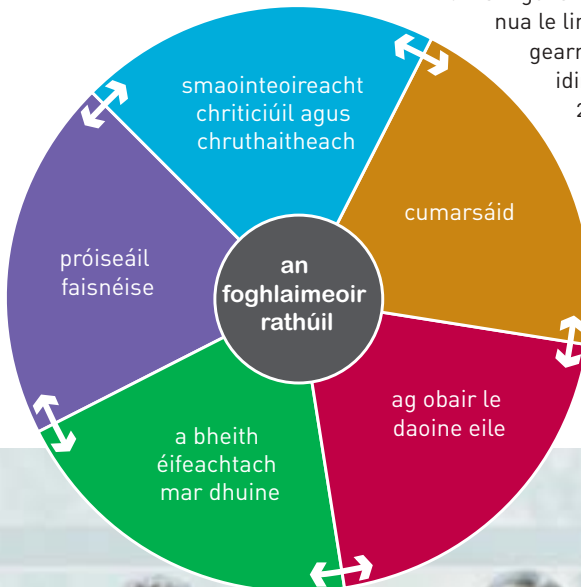 nua le
smaointeoireacht
chriticiúil agus
chruthaitheach
cumarsáid
próiseáil
faisnéise
an
foghlaimeoir
rathúil
ag obair le
daoine eile
a bheith
éifeachtach
mar dhuine